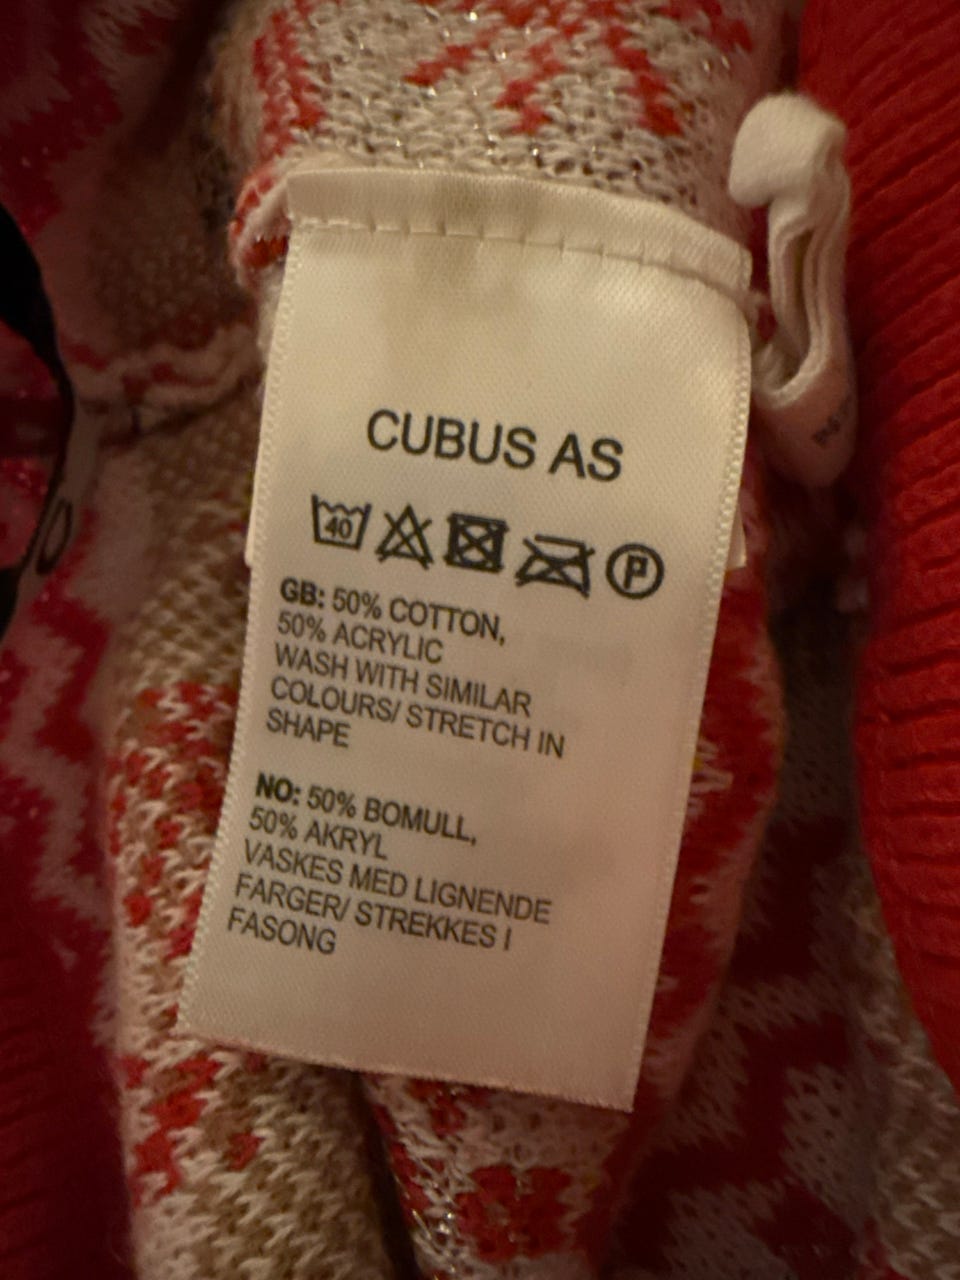 CUBUS AS
40 P
GB: 50% COTTON,
50% ACRYLIC
WASH WITH SIMILAR
COLOURS/ STRETCH IN
SHAPE
NO: 50% BOMULL,
50% AKRYL
VASKES MED LIGNENDE
FARGER/ STREKKES I
FASONG